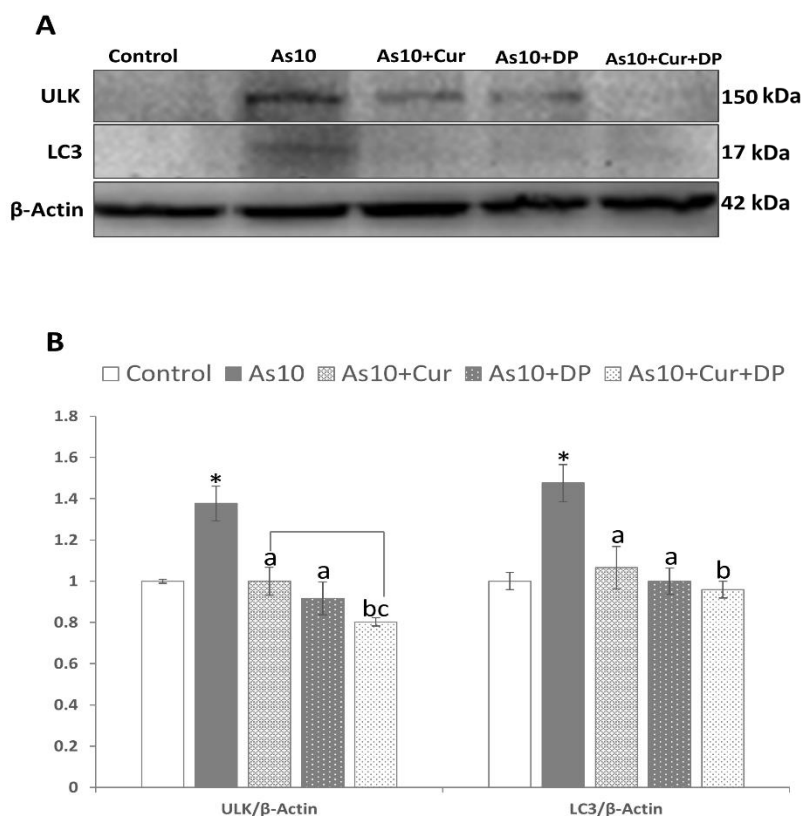 A
Control As10 As10+Cur As10+DP As10+Cur+DP
ULK 150 kDa
LC3 17 kDa
β-Actin 42 kDa
B
Control As10 As10+Cur As10+DP As10+Cur+DP
1.8
1.6
1.4
1.2
1
0.8
0.6
0.4
0.2
0
* a a bc * a a b
ULK/β-Actin LC3/β-Actin